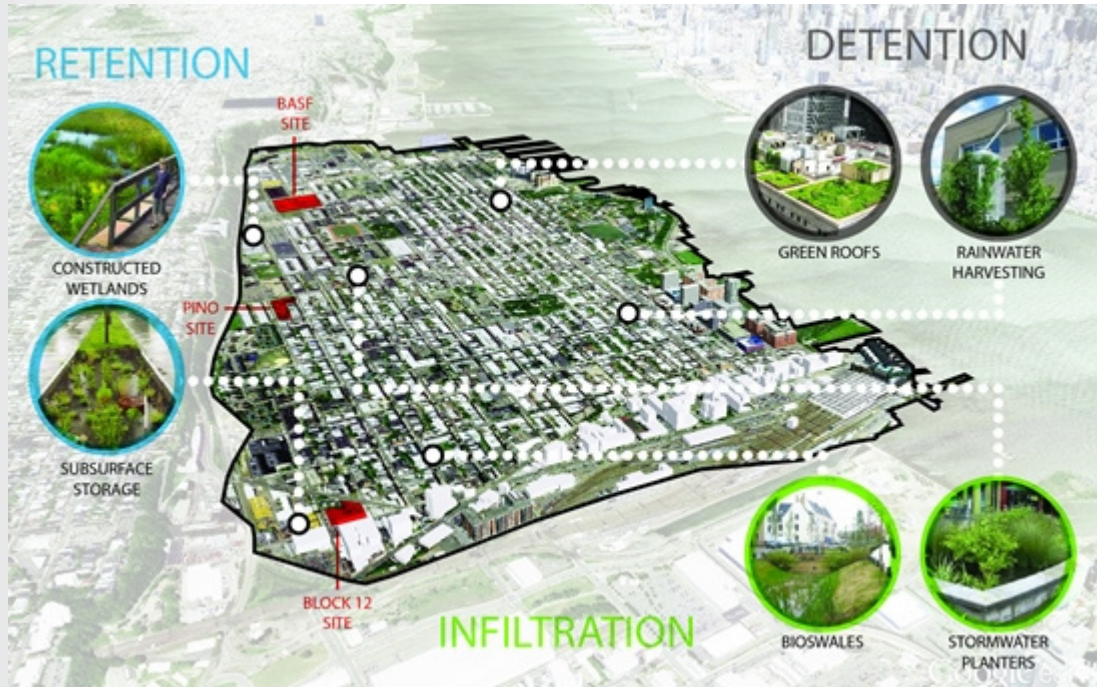 RETENTION
DETENTION
BASF
SITE
CONSTRUCTED
WETLANDS
GREEN ROOFS
RAINWATER
HARVESTING
PINO
SITE
SUBSURFACE
STORAGE
BLOCK 12
SITE
INFILTRATION
BIOSWALES
STORMWATER
PLANTERS
Google